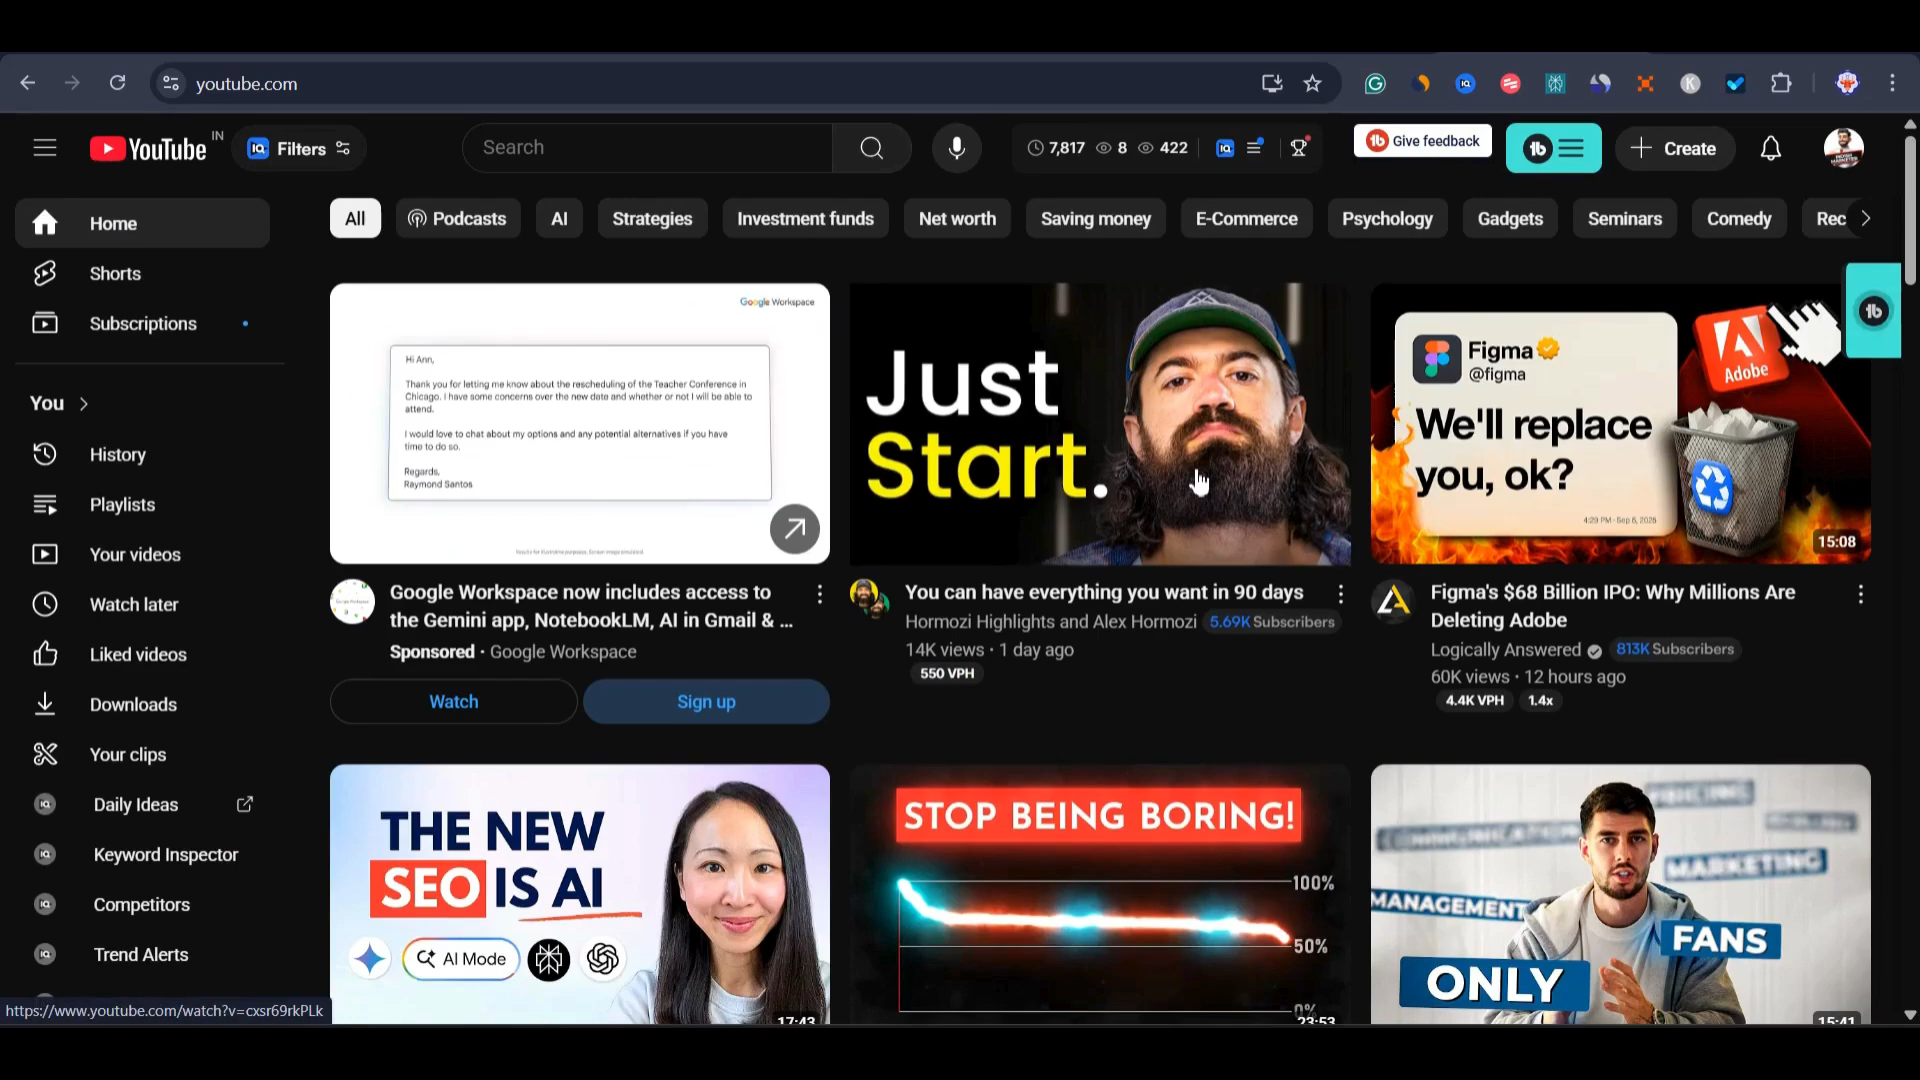 youtube.com
YouTube IN
Filters
Search
7,817 8 422
Give feedback
Create
Home
Shorts
Subscriptions
You
History
Playlists
Your videos
Watch later
Liked videos
Downloads
Your clips
Daily Ideas
Keyword Inspector
Competitors
Trend Alerts
https://www.youtube.com/watch?v=cxsr69rkPLk
All Podcasts AI Strategies Investment funds Net worth Saving money E-Commerce Psychology Gadgets Seminars Comedy Rec
Google Workspace
Hi Ann,
Thank you for letting me know about the rescheduling of the Teacher Conference in
Chicago. I have some concerns over the new date and whether or not I will be able to
attend.
I would love to chat about my options and any potential alternatives if you have
time to do so.
Regards,
Raymond Santos
Google Workspace now includes access to
the Gemini app, NotebookLM, AI in Gmail & ...
Sponsored · Google Workspace
Watch Sign up
Just
Start.
You can have everything you want in 90 days
Hormozi Highlights and Alex Hormozi 5.69K Subscribers
14K views · 1 day ago
550 VPH
Figma
@figma
We'll replace
you, ok?
Adobe
15:08
Figma's $68 Billion IPO: Why Millions Are
Deleting Adobe
Logically Answered 813K Subscribers
60K views · 12 hours ago
4.4K VPH 1.4x
THE NEW
SEO IS AI
AI Mode
17:43
STOP BEING BORING!
100%
50%
0%
23:53
PRICING
COMMUNICATION
MARKETING
MANAGEMENT
FANS
ONLY
15:41